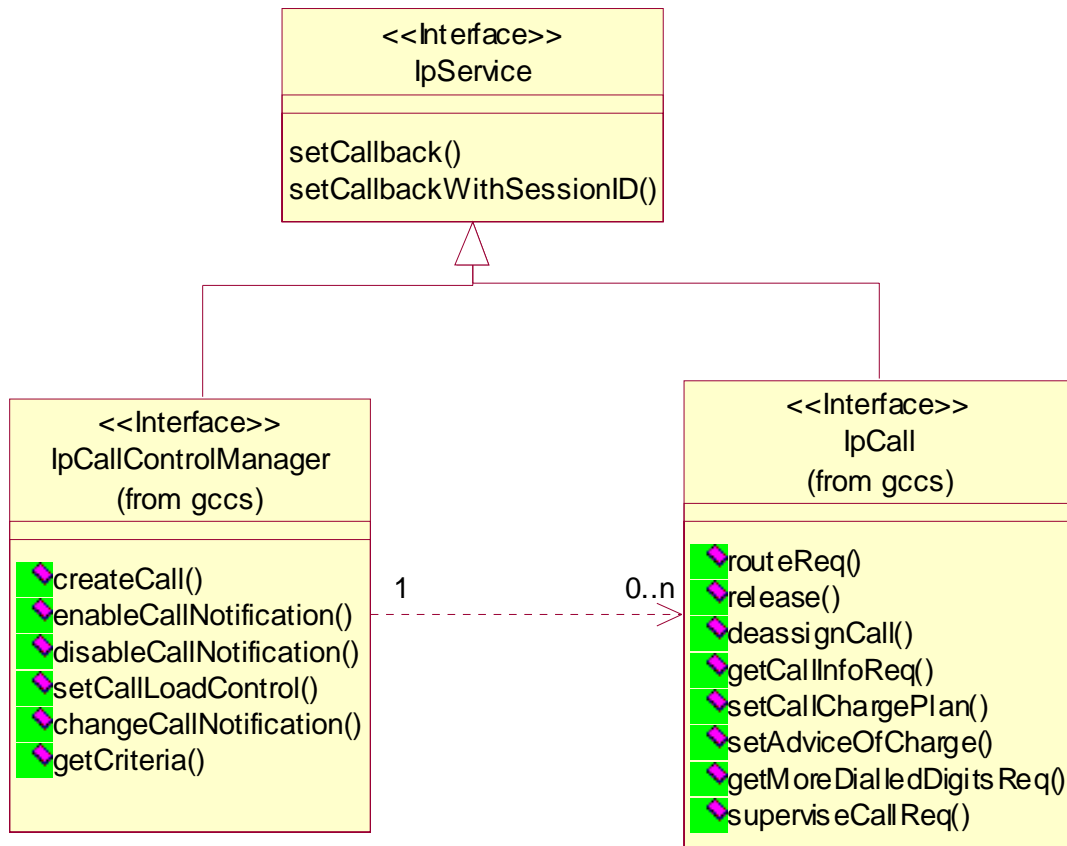 <<Interface>>
IpService
setCallback()
setCallbackWithSessionID()
<<Interface>>
IpCallControlManager
(from gccs)
createCall()
enableCallNotification()
disableCallNotification()
setCallLoadControl()
changeCallNotification()
getCriteria()
1
0..n
<<Interface>>
IpCall
(from gccs)
routeReq()
release()
deassignCall()
getCallInfoReq()
setCallChargePlan()
setAdviceOfCharge()
getMoreDialledDigitsReq()
superviseCallReq()